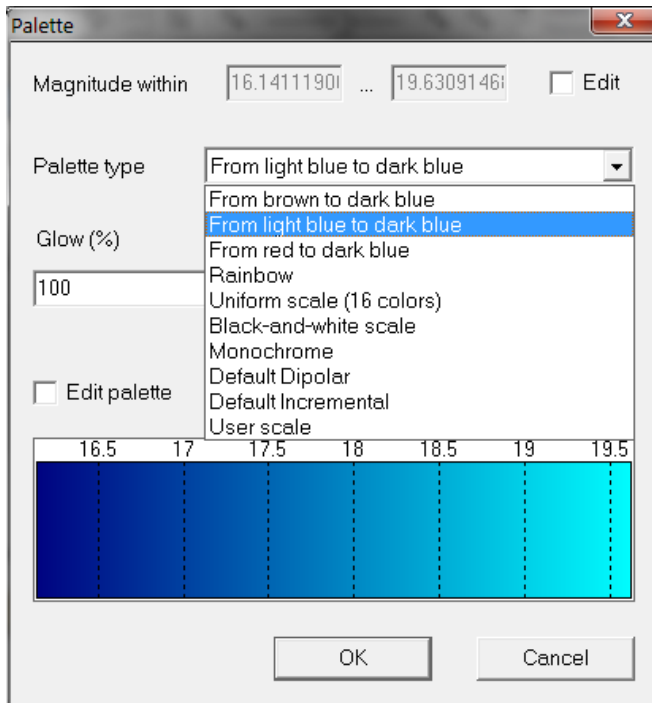 Palette
Magnitude within 16.14111900 ... 19.63091468 Edit
Palette type From light blue to dark blue
From brown to dark blue
From light blue to dark blue
Glow (%)
From red to dark blue
Rainbow
100
Uniform scale (16 colors)
Black-and-white scale
Monochrome
Default Dipolar
Edit palette
Default Incremental
User scale
16.5 17 17.5 18 18.5 19 19.5
OK Cancel